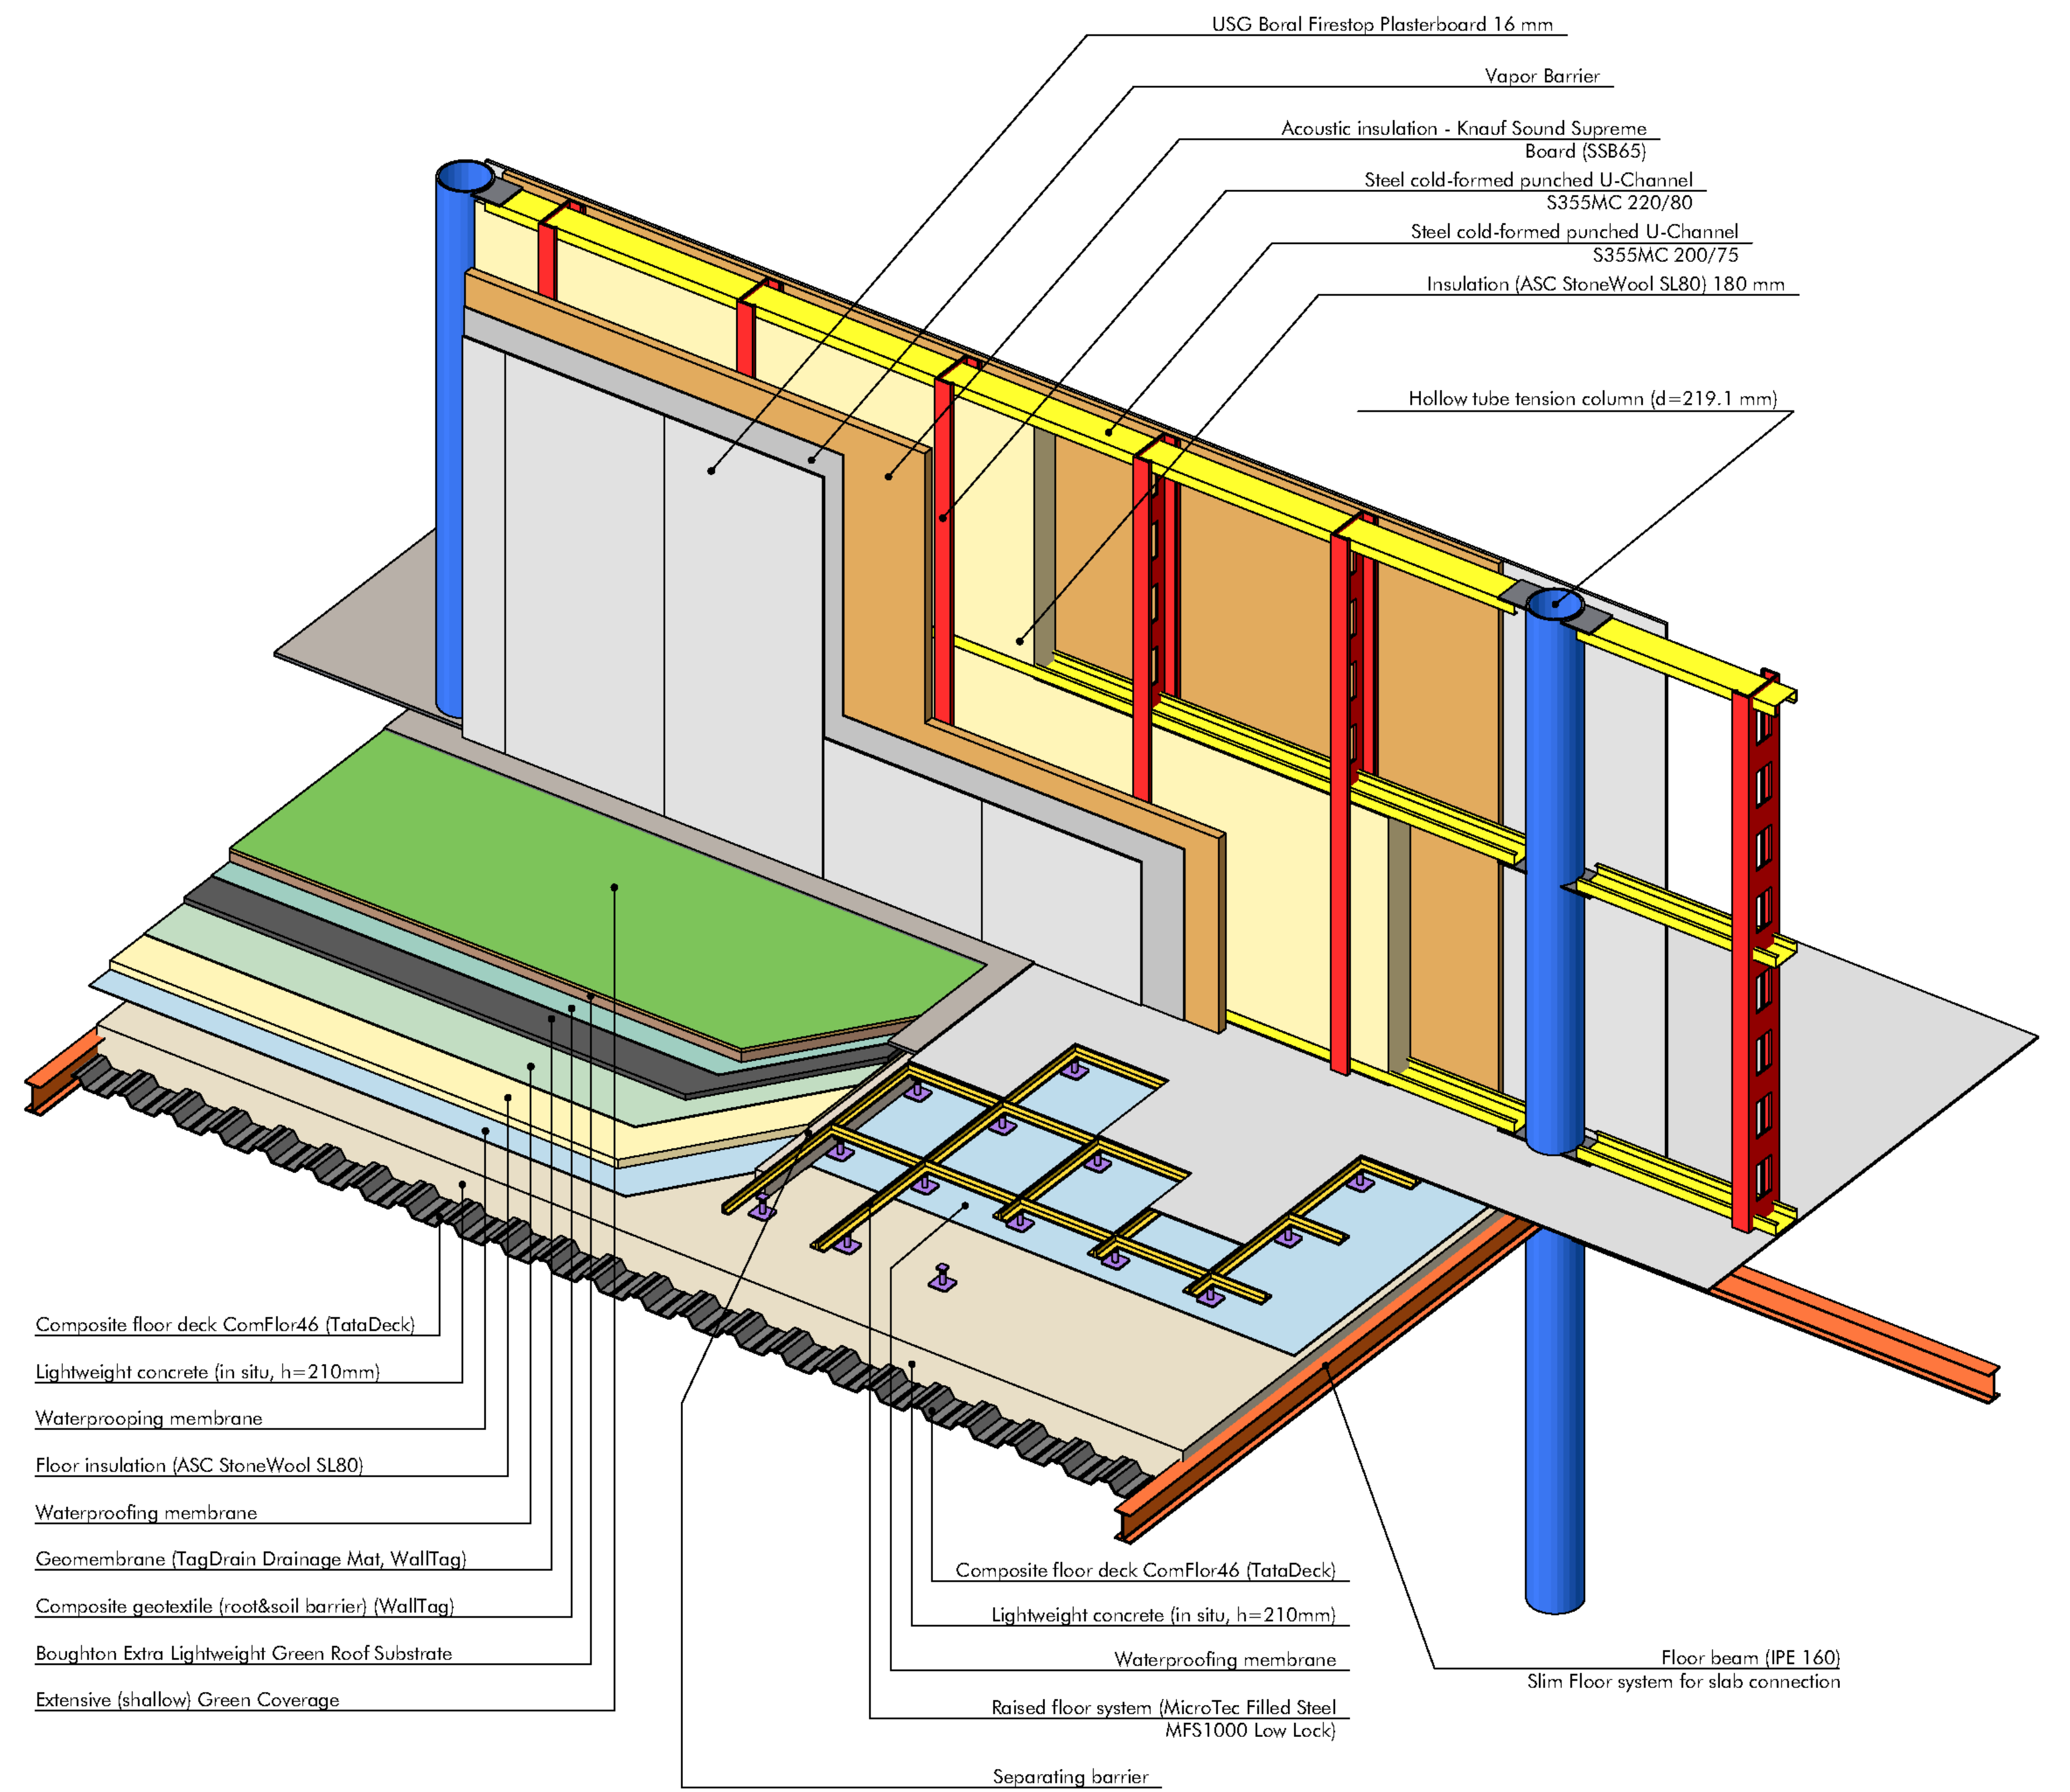 USG Boral Firestop Plasterboard 16 mm
Vapor Barrier
Acoustic insulation - Knauf Sound Supreme
Board (SSB65)
Steel cold-formed punched U-Channel
S355MC 220/80
Steel cold-formed punched U-Channel
S355MC 200/75
Insulation (ASC StoneWool SL80) 180 mm
Hollow tube tension column (d=219.1 mm)
Composite floor deck ComFlor46 (TataDeck)
Lightweight concrete (in situ, h=210mm)
Waterprooping membrane
Floor insulation (ASC StoneWool SL80)
Waterproofing membrane
Geomembrane (TagDrain Drainage Mat, WallTag)
Composite geotextile (root&soil barrier) (WallTag)
Boughton Extra Lightweight Green Roof Substrate
Extensive (shallow) Green Coverage
Composite floor deck ComFlor46 (TataDeck)
Lightweight concrete (in situ, h=210mm)
Waterproofing membrane
Raised floor system (MicroTec Filled Steel
MFS1000 Low Lock)
Separating barrier
Floor beam (IPE 160)
Slim Floor system for slab connection